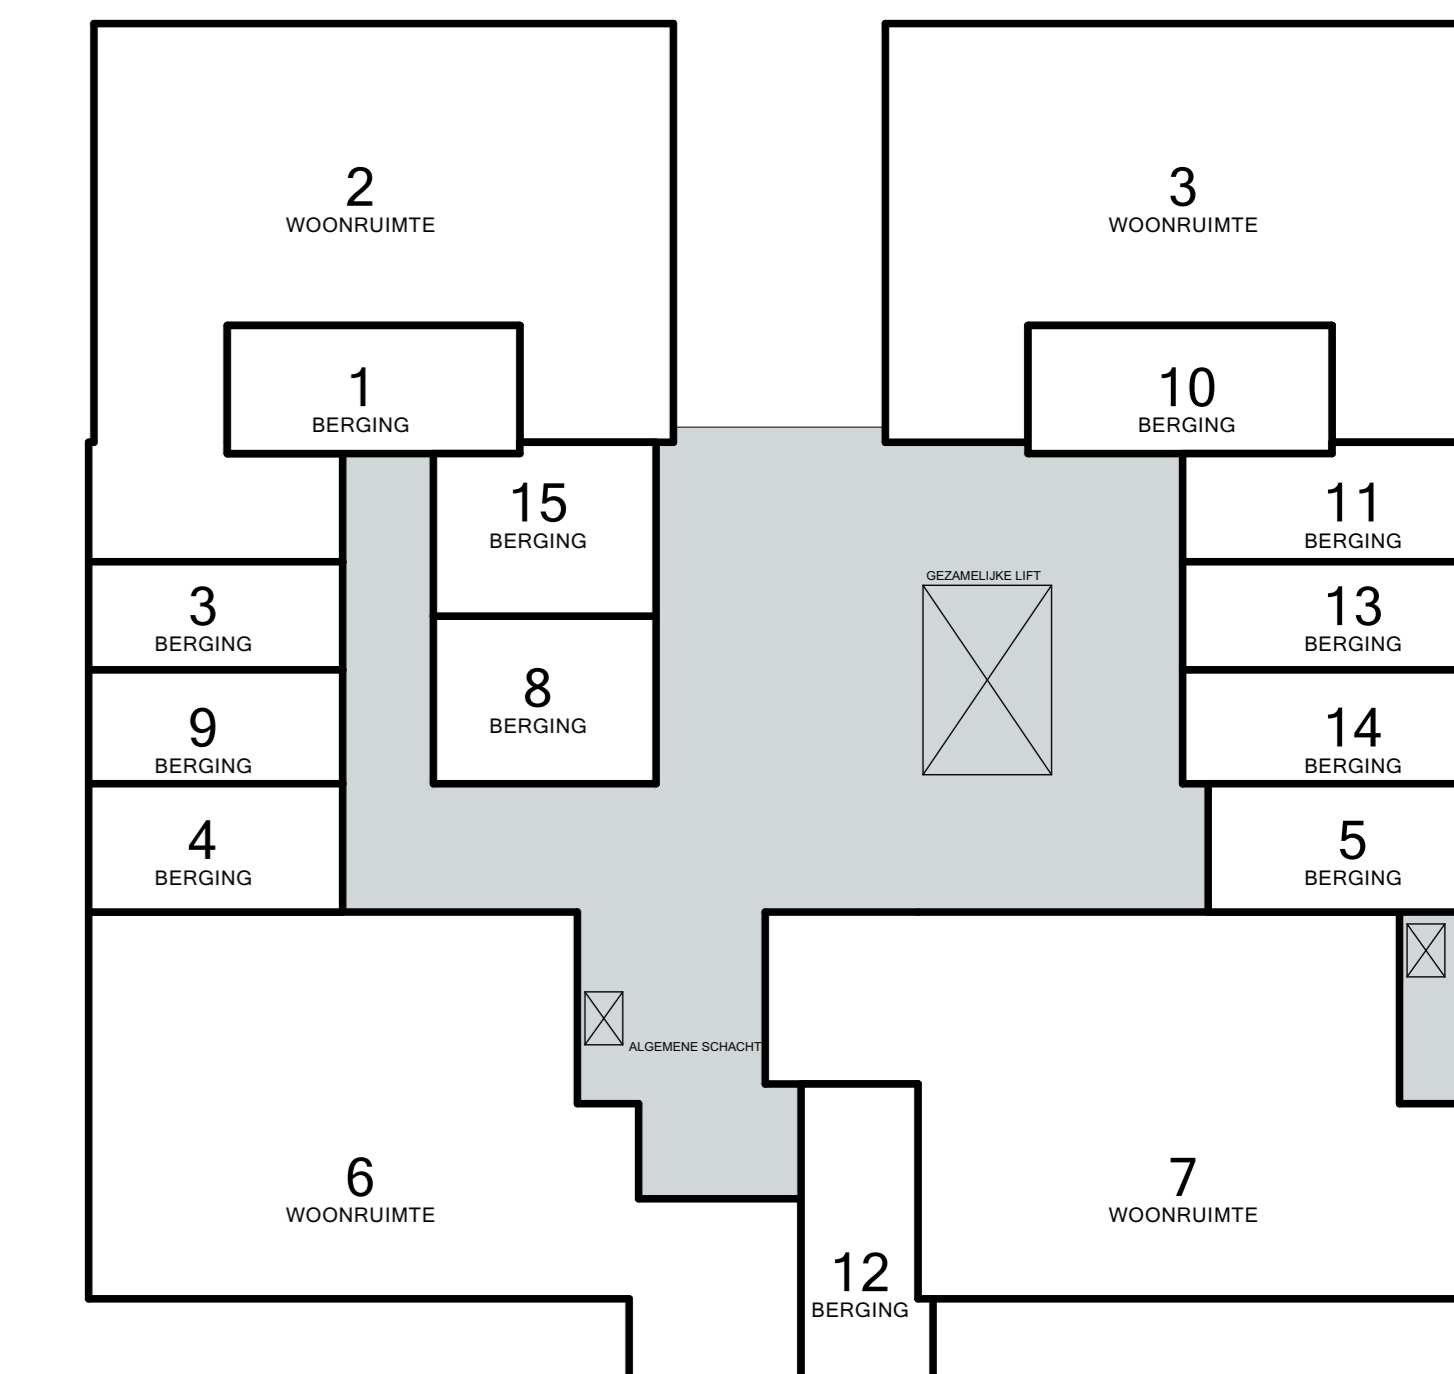 2
WOONRUIMTE
3
WOONRUIMTE
1
BERGING
10
BERGING
15
BERGING
11
BERGING
GEZAMELIJKE LIFT
3
BERGING
13
BERGING
8
BERGING
9
BERGING
14
BERGING
4
BERGING
5
BERGING
ALGEMENE SCHACHT
6
WOONRUIMTE
7
WOONRUIMTE
12
BERGING